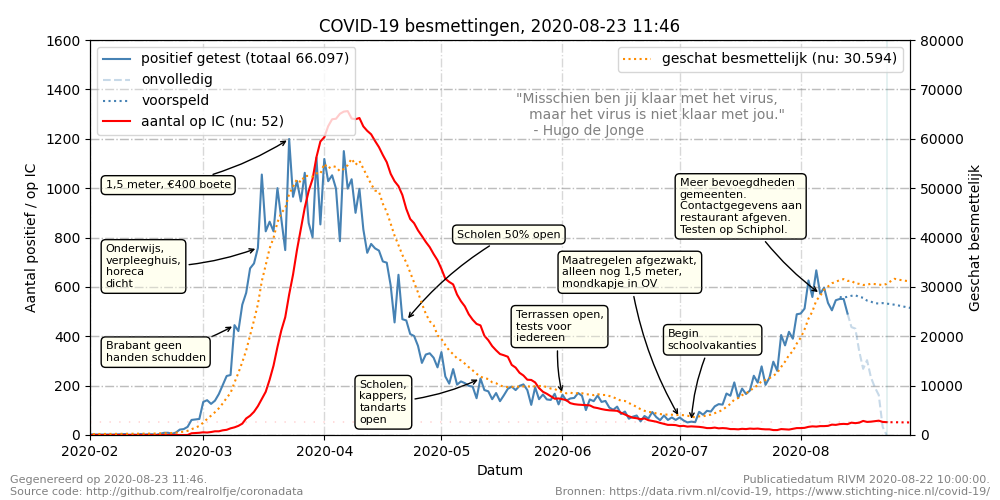 COVID-19 besmettingen, 2020-08-23 11:46
positief getest (totaal 66.097)
onvolledig
voorspeld
aantal op IC (nu: 52)
geschat besmettelijk (nu: 30.594)
"Misschien ben jij klaar met het virus,
maar het virus is niet klaar met jou."
- Hugo de Jonge
1,5 meter, €400 boete
Onderwijs,
verpleeghuis,
horeca
dicht
Brabant geen
handen schudden
Scholen 50% open
Scholen,
kappers,
tandarts
open
Terrassen open,
tests voor
iedereen
Maatregelen afgezwakt,
alleen nog 1,5 meter,
mondkapje in OV
Begin
schoolvakanties
Meer bevoegdheden
gemeenten.
Contactgegevens aan
restaurant afgeven.
Testen op Schiphol.
Aantal positief / op IC
1600
1400
1200
1000
800
600
400
200
0
Geschat besmettelijk
80000
70000
60000
50000
40000
30000
20000
10000
0
2020-02
2020-03
2020-04
2020-05
2020-06
2020-07
2020-08
Datum
Gegenereerd op 2020-08-23 11:46.
Source code: http://github.com/realrolfje/coronadata
Publicatiedatum RIVM 2020-08-22 10:00:00.
Bronnen: https://data.rivm.nl/covid-19, https://www.stichting-nice.nl/covid-19/